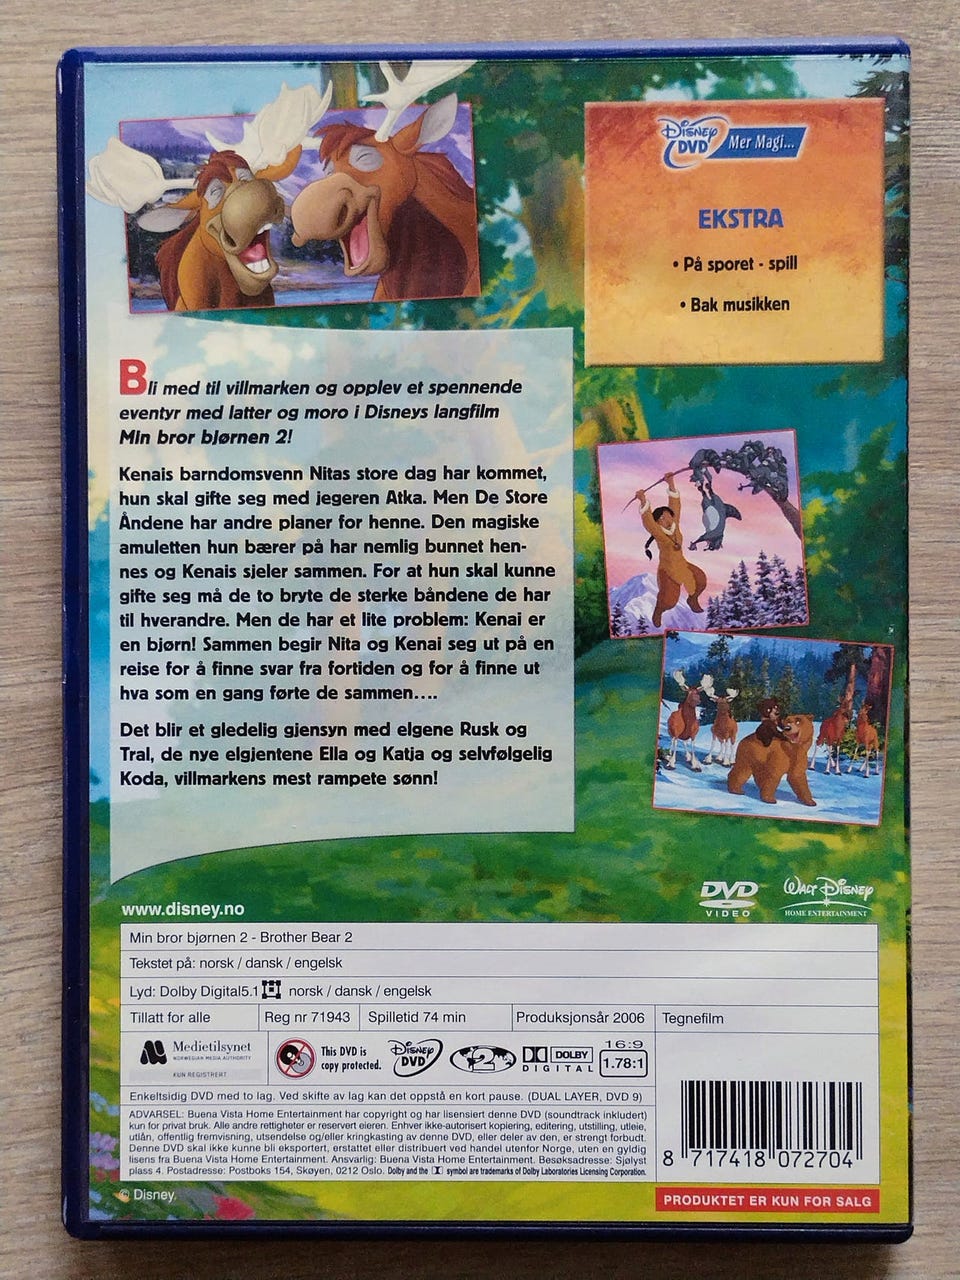 Disney DVD Mer Magi...
EKSTRA
• På sporet - spill
• Bak musikken
Bli med til villmarken og opplev et spennende
eventyr med latter og moro i Disneys langfilm
Min bror bjørnen 2!
Kenais barndomsvenn Nitas store dag har kommet,
hun skal gifte seg med jegeren Atka. Men De Store
Åndene har andre planer for henne. Den magiske
amuletten hun bærer på har nemlig bunnet hen-
nes og Kenais sjeler sammen. For at hun skal kunne
gifte seg må de to bryte de sterke båndene de har
til hverandre. Men de har et lite problem: Kenai er
en bjørn! Sammen begir Nita og Kenai seg ut på en
reise for å finne svar fra fortiden og for å finne ut
hva som en gang førte de sammen....
Det blir et gledelig gjensyn med elgene Rusk og
Tral, de nye elgjentene Ella og Katja og selvfølgelig
Koda, villmarkens mest rampete sønn!
www.disney.no
DVD VIDEO
Walt Disney HOME ENTERTAINMENT
Min bror bjørnen 2 - Brother Bear 2
Tekstet på: norsk / dansk / engelsk
Lyd: Dolby Digital5.1 norsk / dansk / engelsk
Tillatt for alle Reg nr 71943 Spilletid 74 min Produksjonsår 2006 Tegnefilm
Medietilsynet
NORWEGIAN MEDIA AUTHORITY
KUN REGISTRERT
This DVD is
copy protected.
Disney DVD
2
DOLBY
DIGITAL
16:9
1.78:1
Enkeltsidig DVD med to lag. Ved skifte av lag kan det oppstå en kort pause. (DUAL LAYER, DVD 9)
ADVARSEL: Buena Vista Home Entertainment har copyright og har lisensiert denne DVD (soundtrack inkludert)
kun for privat bruk. Alle andre rettigheter er reservert eieren. Enhver ikke-autorisert kopiering, editering, utstilling, utleie,
utlån, offentlig fremvisning, utsendelse og/eller kringkasting av denne DVD, eller deler av den, er strengt forbudt.
Denne DVD skal ikke kunne bli eksportert, erstattet eller distribuert ved handel utenfor Norge, uten en gyldig
lisens fra Buena Vista Home Entertainment. Ansvarlig: Buena Vista Home Entertainment. Besøksadresse: Sjølyst
plass 4. Postadresse: Postboks 154, Skøyen, 0212 Oslo. Dolby and the symbol are trademarks of Dolby Laboratories Licensing Corporation.
8 717418 072704
© Disney.
PRODUKTET ER KUN FOR SALG